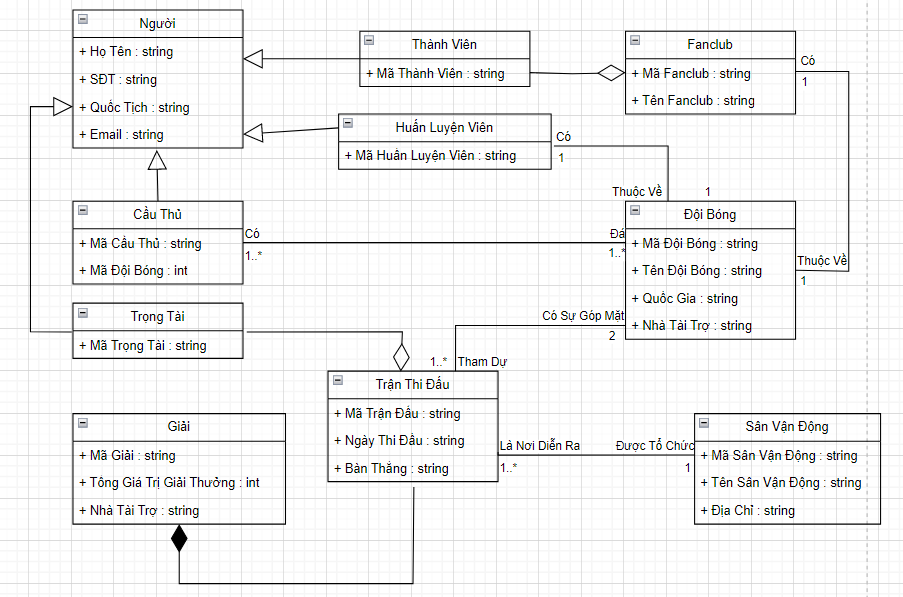 Người
+ Họ Tên : string
+ SĐT : string
+ Quốc Tịch : string
+ Email : string
Thành Viên
+ Mã Thành Viên : string
Fanclub
+ Mã Fanclub : string
+ Tên Fanclub : string
Có
1
Huấn Luyện Viên
+ Mã Huấn Luyện Viên : string
Có
1
Thuộc Về
1
Cầu Thủ
+ Mã Cầu Thủ : string
+ Mã Đội Bóng : int
Có
1..*
Đá
1..*
Đội Bóng
+ Mã Đội Bóng : string
+ Tên Đội Bóng : string
+ Quốc Gia : string
+ Nhà Tài Trợ : string
Thuộc Về
1
Trọng Tài
+ Mã Trọng Tài : string
Có Sự Góp Mặt
2
1..*
Tham Dự
Trận Thi Đấu
+ Mã Trận Đấu : string
+ Ngày Thi Đấu : string
+ Bàn Thắng : string
Giải
+ Mã Giải : string
+ Tổng Giá Trị Giải Thưởng : int
+ Nhà Tài Trợ : string
Là Nơi Diễn Ra
1..*
Được Tổ Chức
1
Sân Vận Động
+ Mã Sân Vận Động : string
+ Tên Sân Vận Động : string
+ Địa Chỉ : string